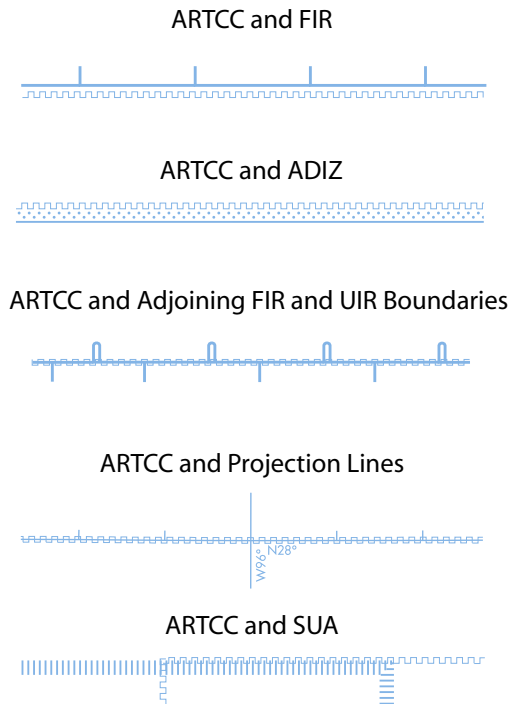 ARTCC and FIR
ARTCC and ADIZ
ARTCC and Adjoining FIR and UIR Boundaries
ARTCC and Projection Lines
N28°
W96°
ARTCC and SUA